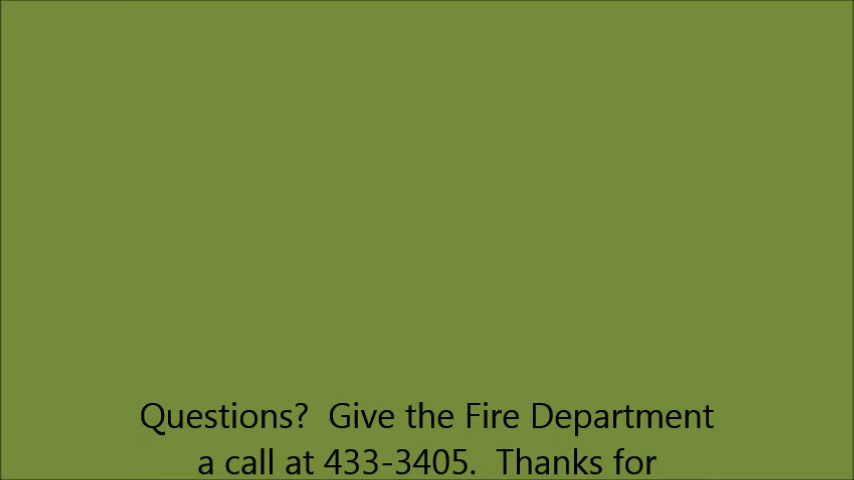 Questions?  Give the Fire Department
a call at 433-3405.  Thanks for